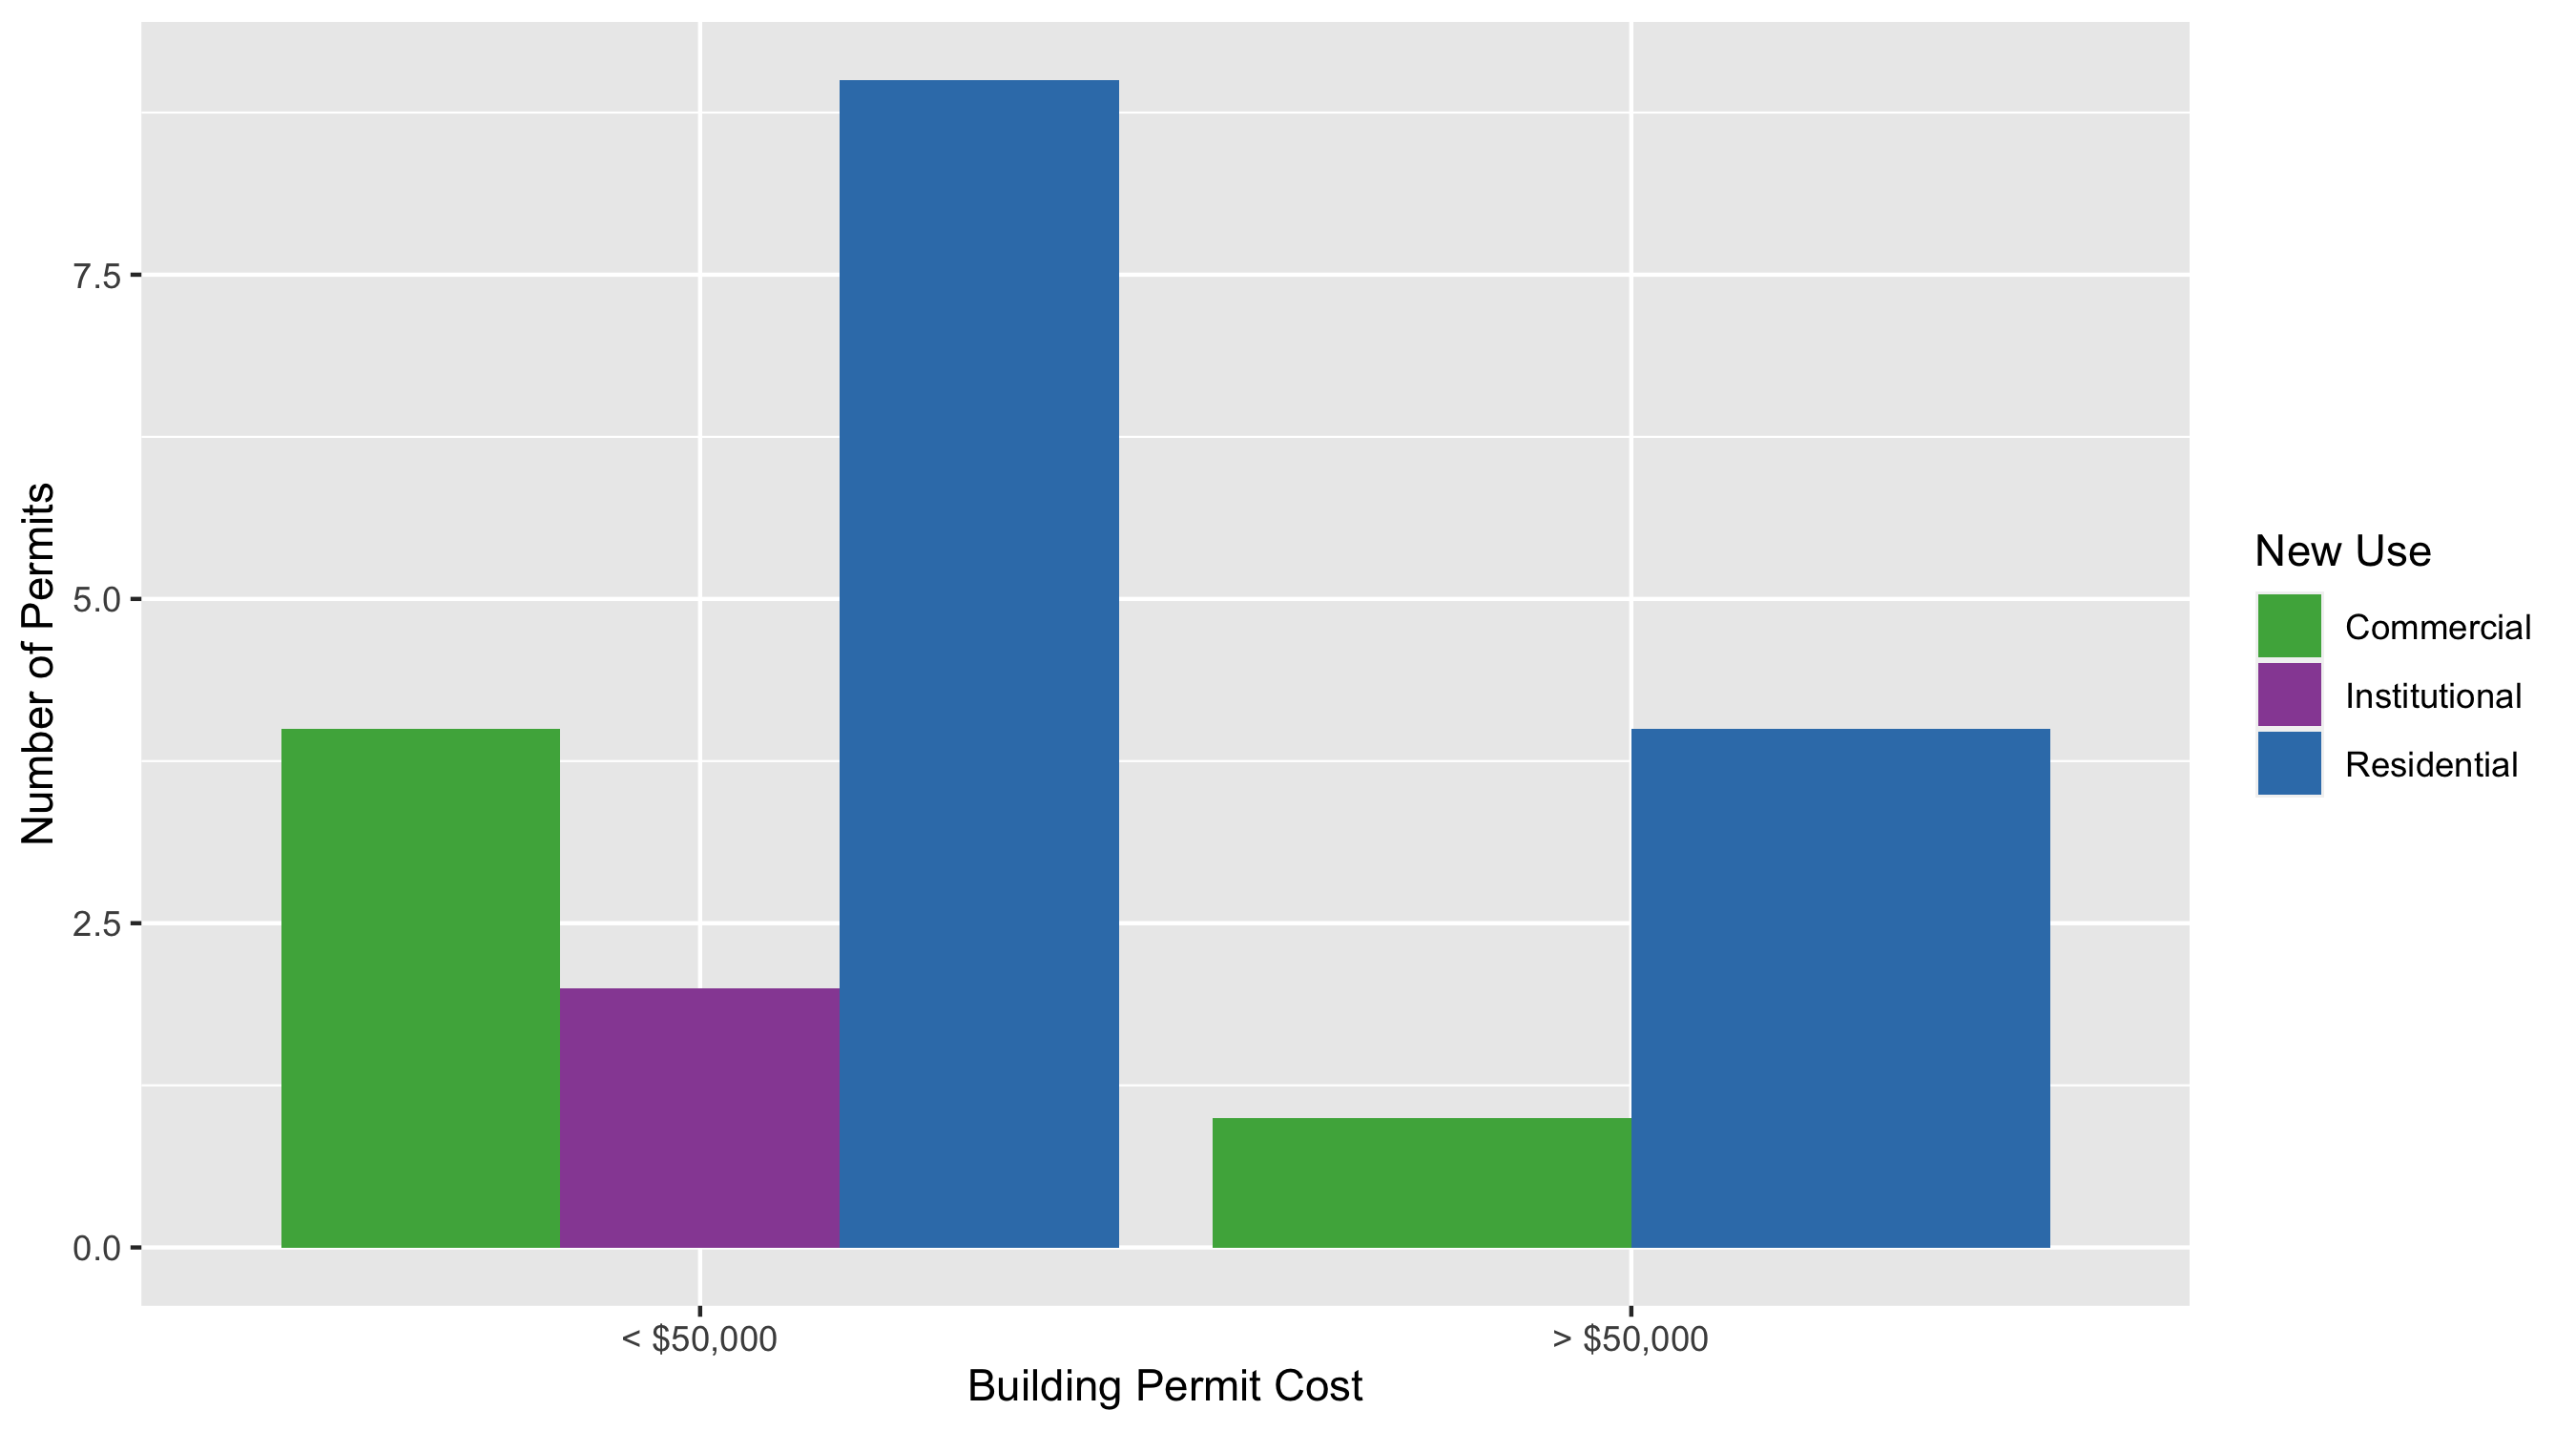 7.5
5.0
2.5
0.0
Number of Permits
< $50,000
> $50,000
Building Permit Cost
New Use
Commercial
Institutional
Residential